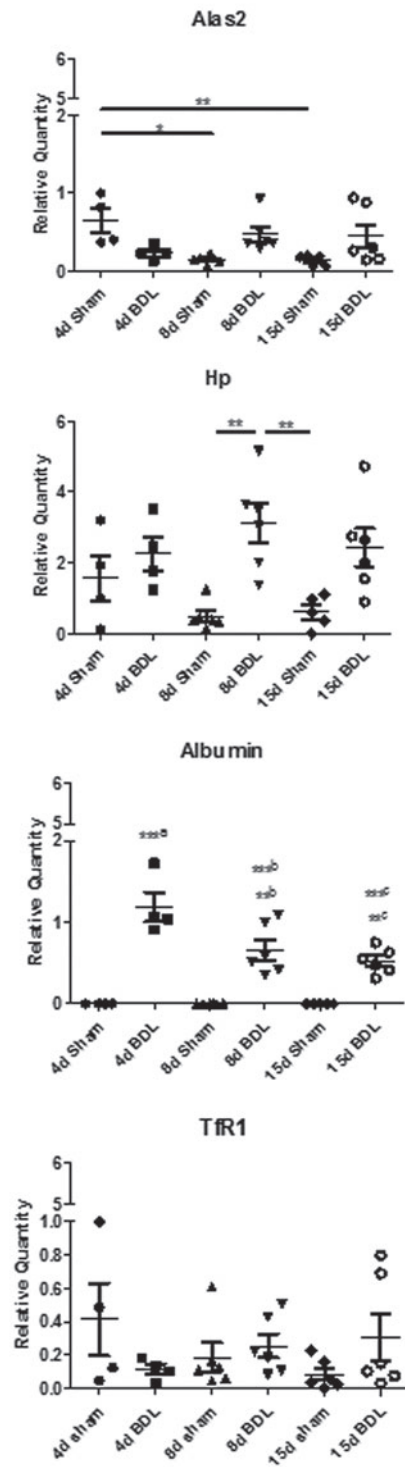 Alas2
6
5
2
1
0
Relative Quantity
**
*
4d Sham
4d BDL
8d Sham
8d BDL
15d Sham
15d BDL
Hp
6
4
2
0
Relative Quantity
** **
4d Sham
4d BDL
8d Sham
8d BDL
15d Sham
15d BDL
Albumin
6
5
2
1
0
Relative Quantity
***a
***b
**b
***c
**c
4d Sham
4d BDL
8d Sham
8d BDL
15d Sham
15d BDL
TfR1
6
5
1.0
0.8
0.6
0.4
0.2
0.0
Relative Quantity
4d sham
4d BDL
8d sham
8d BDL
15d sham
15d BDL